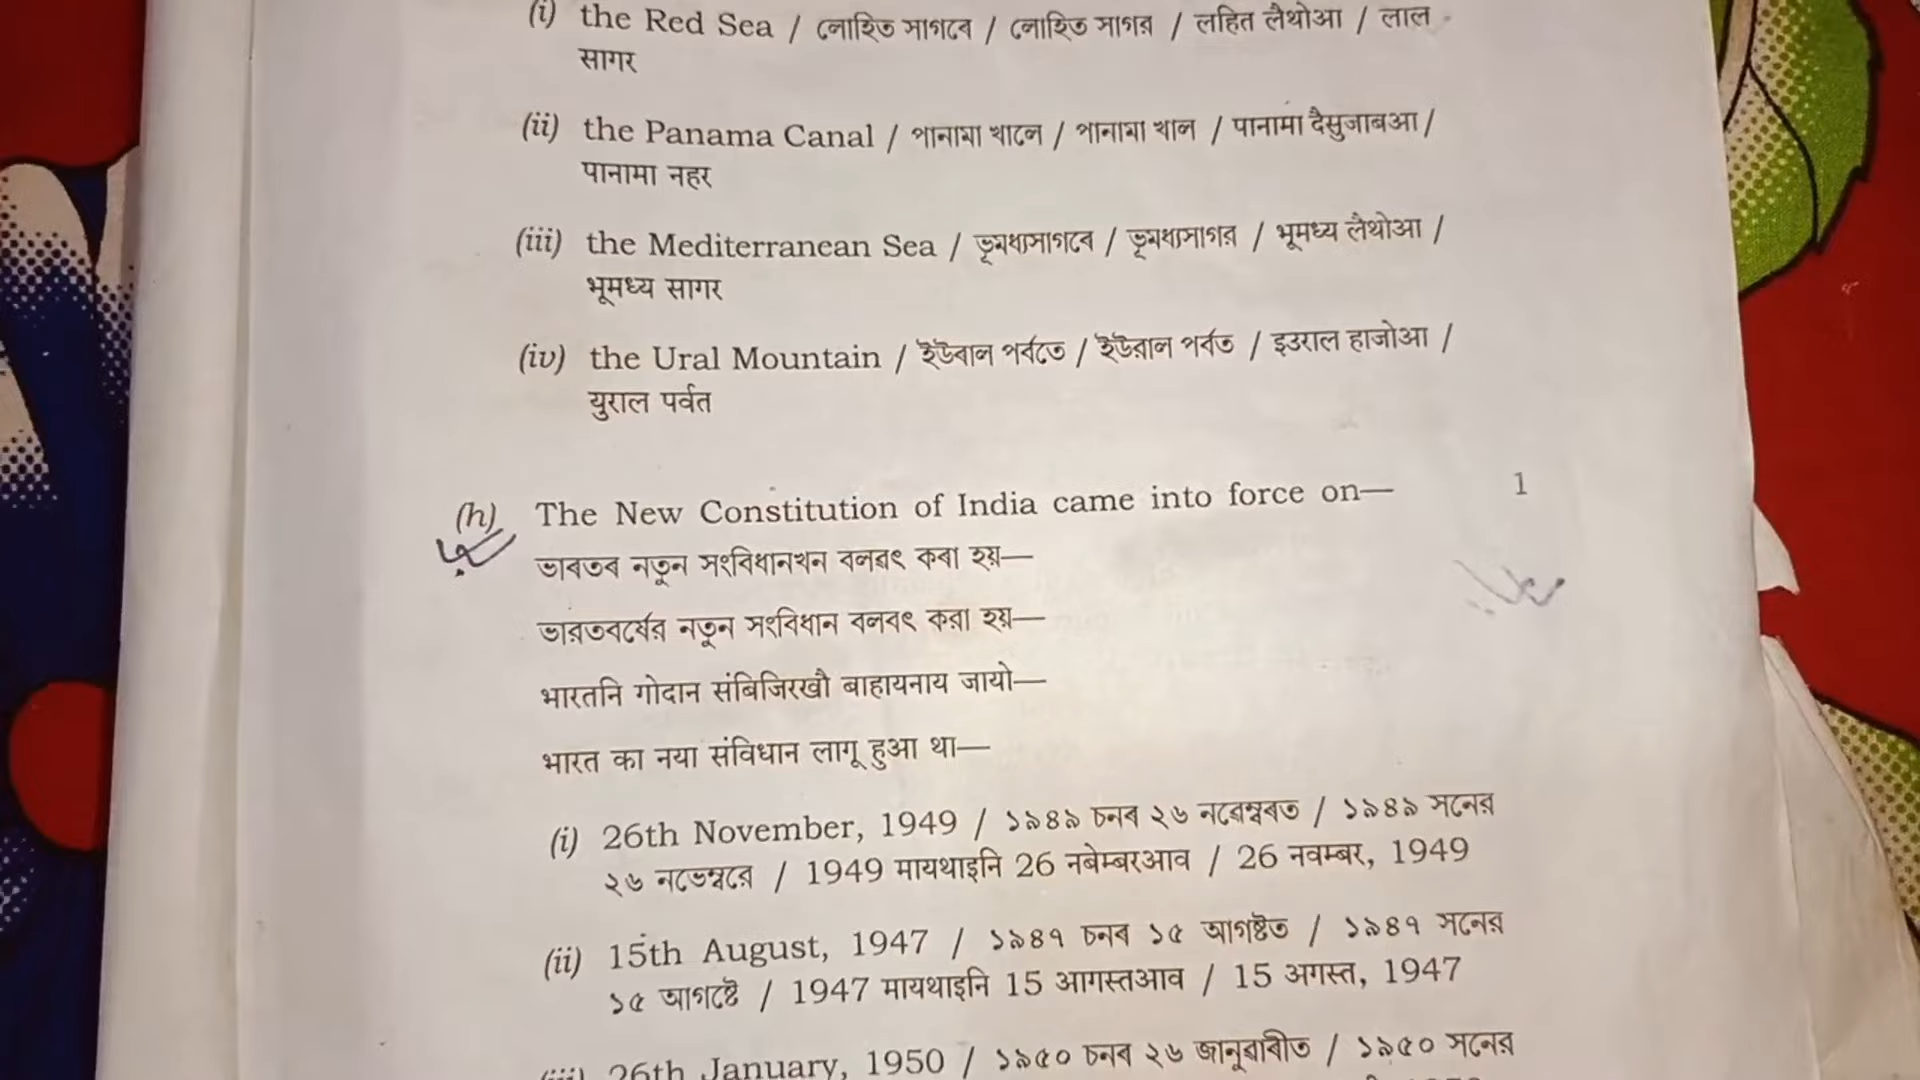 (i) the Red Sea / লোহিত সাগৰে / লোহিত সাগর / लहित लैथोआ / लाल
सागर
(ii) the Panama Canal / পানামা খালে / পানামা খাল / पानामा दैसुजाबआ /
पानामा नहर
(iii) the Mediterranean Sea / ভূমধ্যসাগৰে / ভূমধ্যসাগর / भूमध्य लैथोआ /
भूमध्य सागर
(iv) the Ural Mountain / ইউৰাল পৰ্বতে / ইউরাল পর্বত / इउराल हाजोआ /
युराल पर्वत
(h) The New Constitution of India came into force on— 1
ভাৰতৰ নতুন সংবিধানখন বলৱৎ কৰা হয়—
ভারতবর্ষের নতুন সংবিধান বলবৎ করা হয়—
भारतनि गोदान संबिजिरखौ बाहायनाय जायो—
भारत का नया संविधान लागू हुआ था—
(i) 26th November, 1949 / ১৯৪৯ চনৰ ২৬ নৱেম্বৰত / ১৯৪৯ সনের
২৬ নভেম্বরে / 1949 मायथाइनि 26 नबेम्बरआव / 26 नवम्बर, 1949
(ii) 15th August, 1947 / ১৯৪৭ চনৰ ১৫ আগষ্টত / ১৯৪৭ সনের
১৫ আগষ্টে / 1947 मायथाइनि 15 आगस्तआव / 15 अगस्त, 1947
(iii) 26th January, 1950 / ১৯৫০ চনৰ ২৬ জানুৱাৰীত / ১৯৫০ সনের